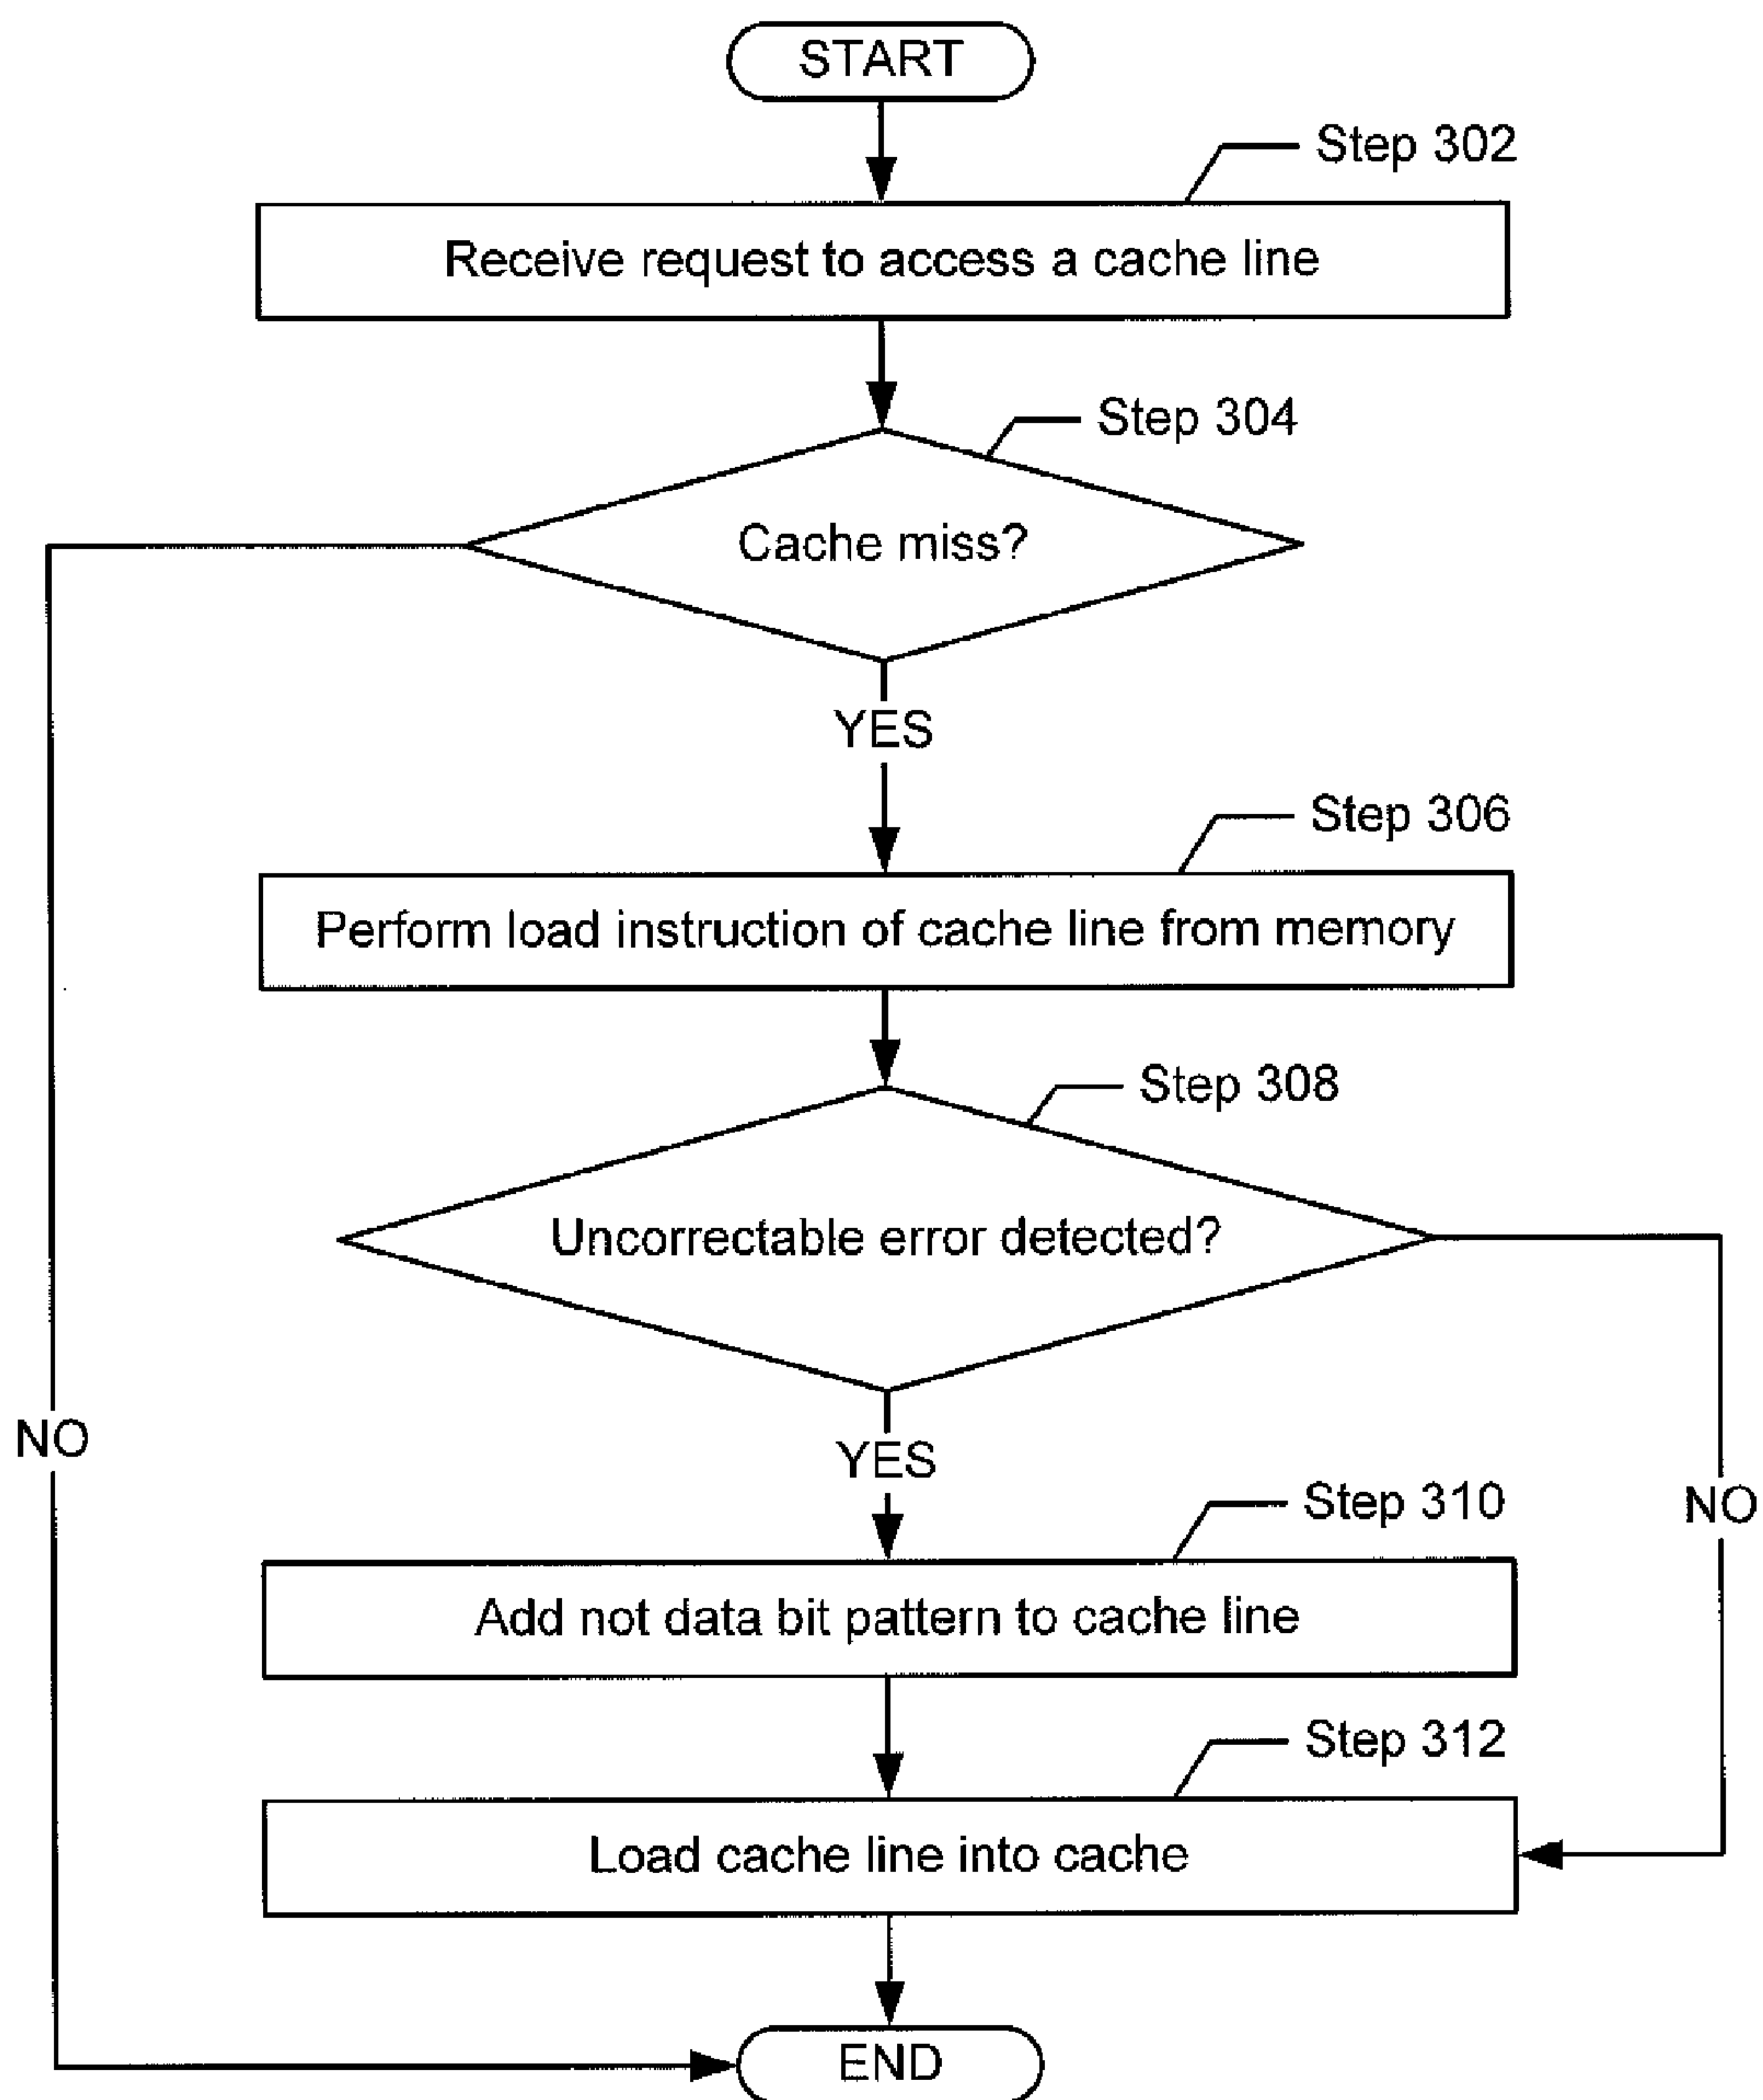 START
Step 302
Receive request to access a cache line
Step 304
Cache miss?
YES
Step 306
Perform load instruction of cache line from memory
Step 308
Uncorrectable error detected?
NO
YES
Step 310
NO
Add not data bit pattern to cache line
Step 312
Load cache line into cache
END